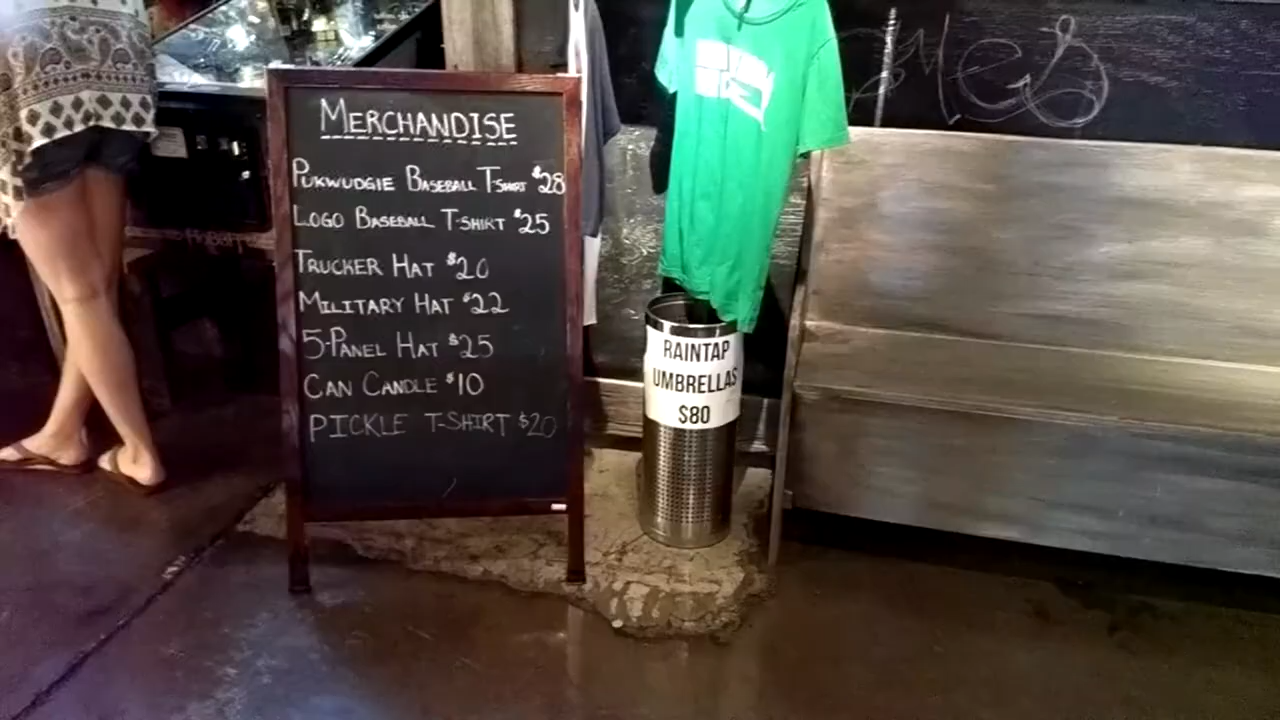 MERCHANDISE
PUKWUDGIE BASEBALL T-SHIRT $28
LOGO BASEBALL T-SHIRT $25
TRUCKER HAT $20
MILITARY HAT $22
5-PANEL HAT $25
CAN CANDLE $10
PICKLE T-SHIRT $20
RAINTAP
UMBRELLAS
$80